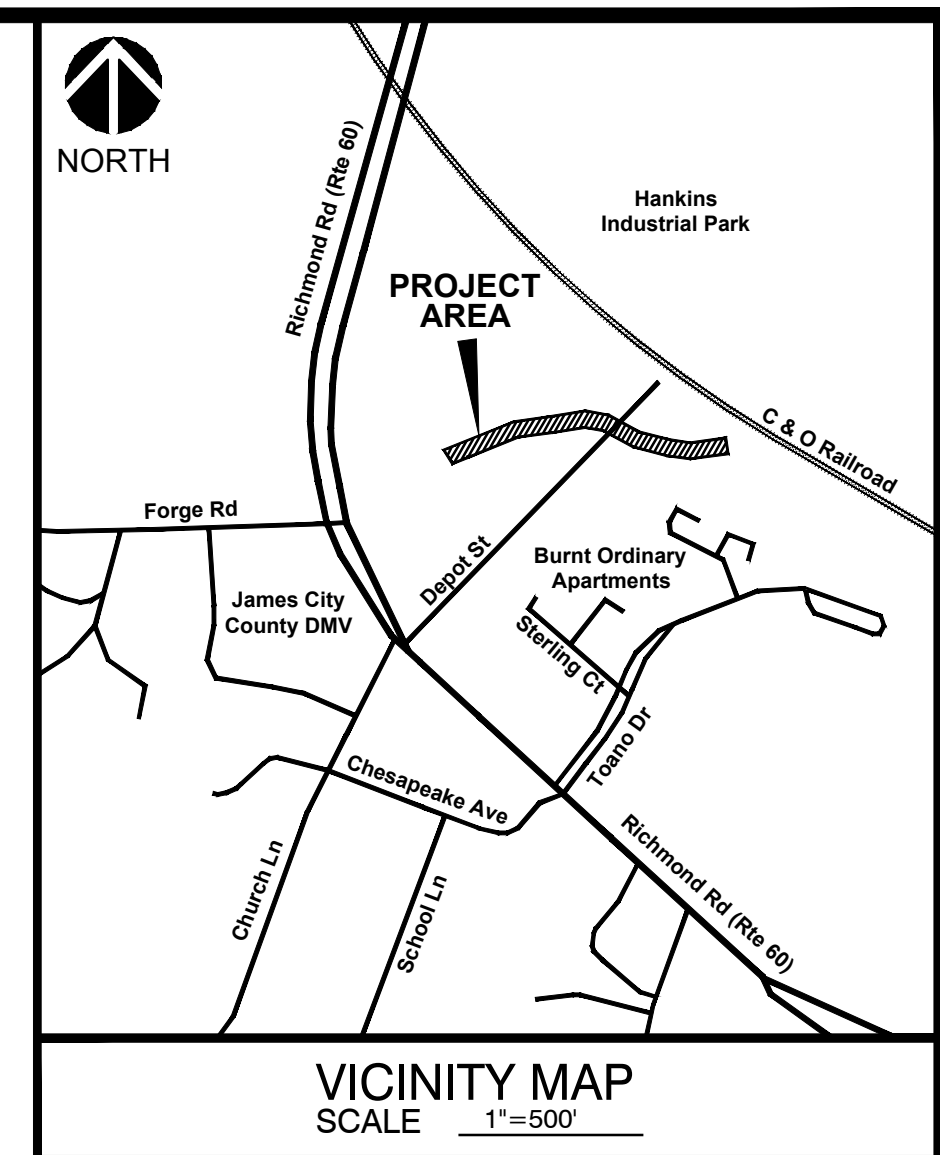 NORTH
Richmond Rd (Rte 60)
Hankins
Industrial Park
PROJECT
AREA
C & O Railroad
Forge Rd
Depot St
Burnt Ordinary
Apartments
James City
County DMV
Sterling Ct
Toano Dr
Chesapeake Ave
Richmond Rd (Rte 60)
Church Ln
School Ln
VICINITY MAP
SCALE 1"=500'